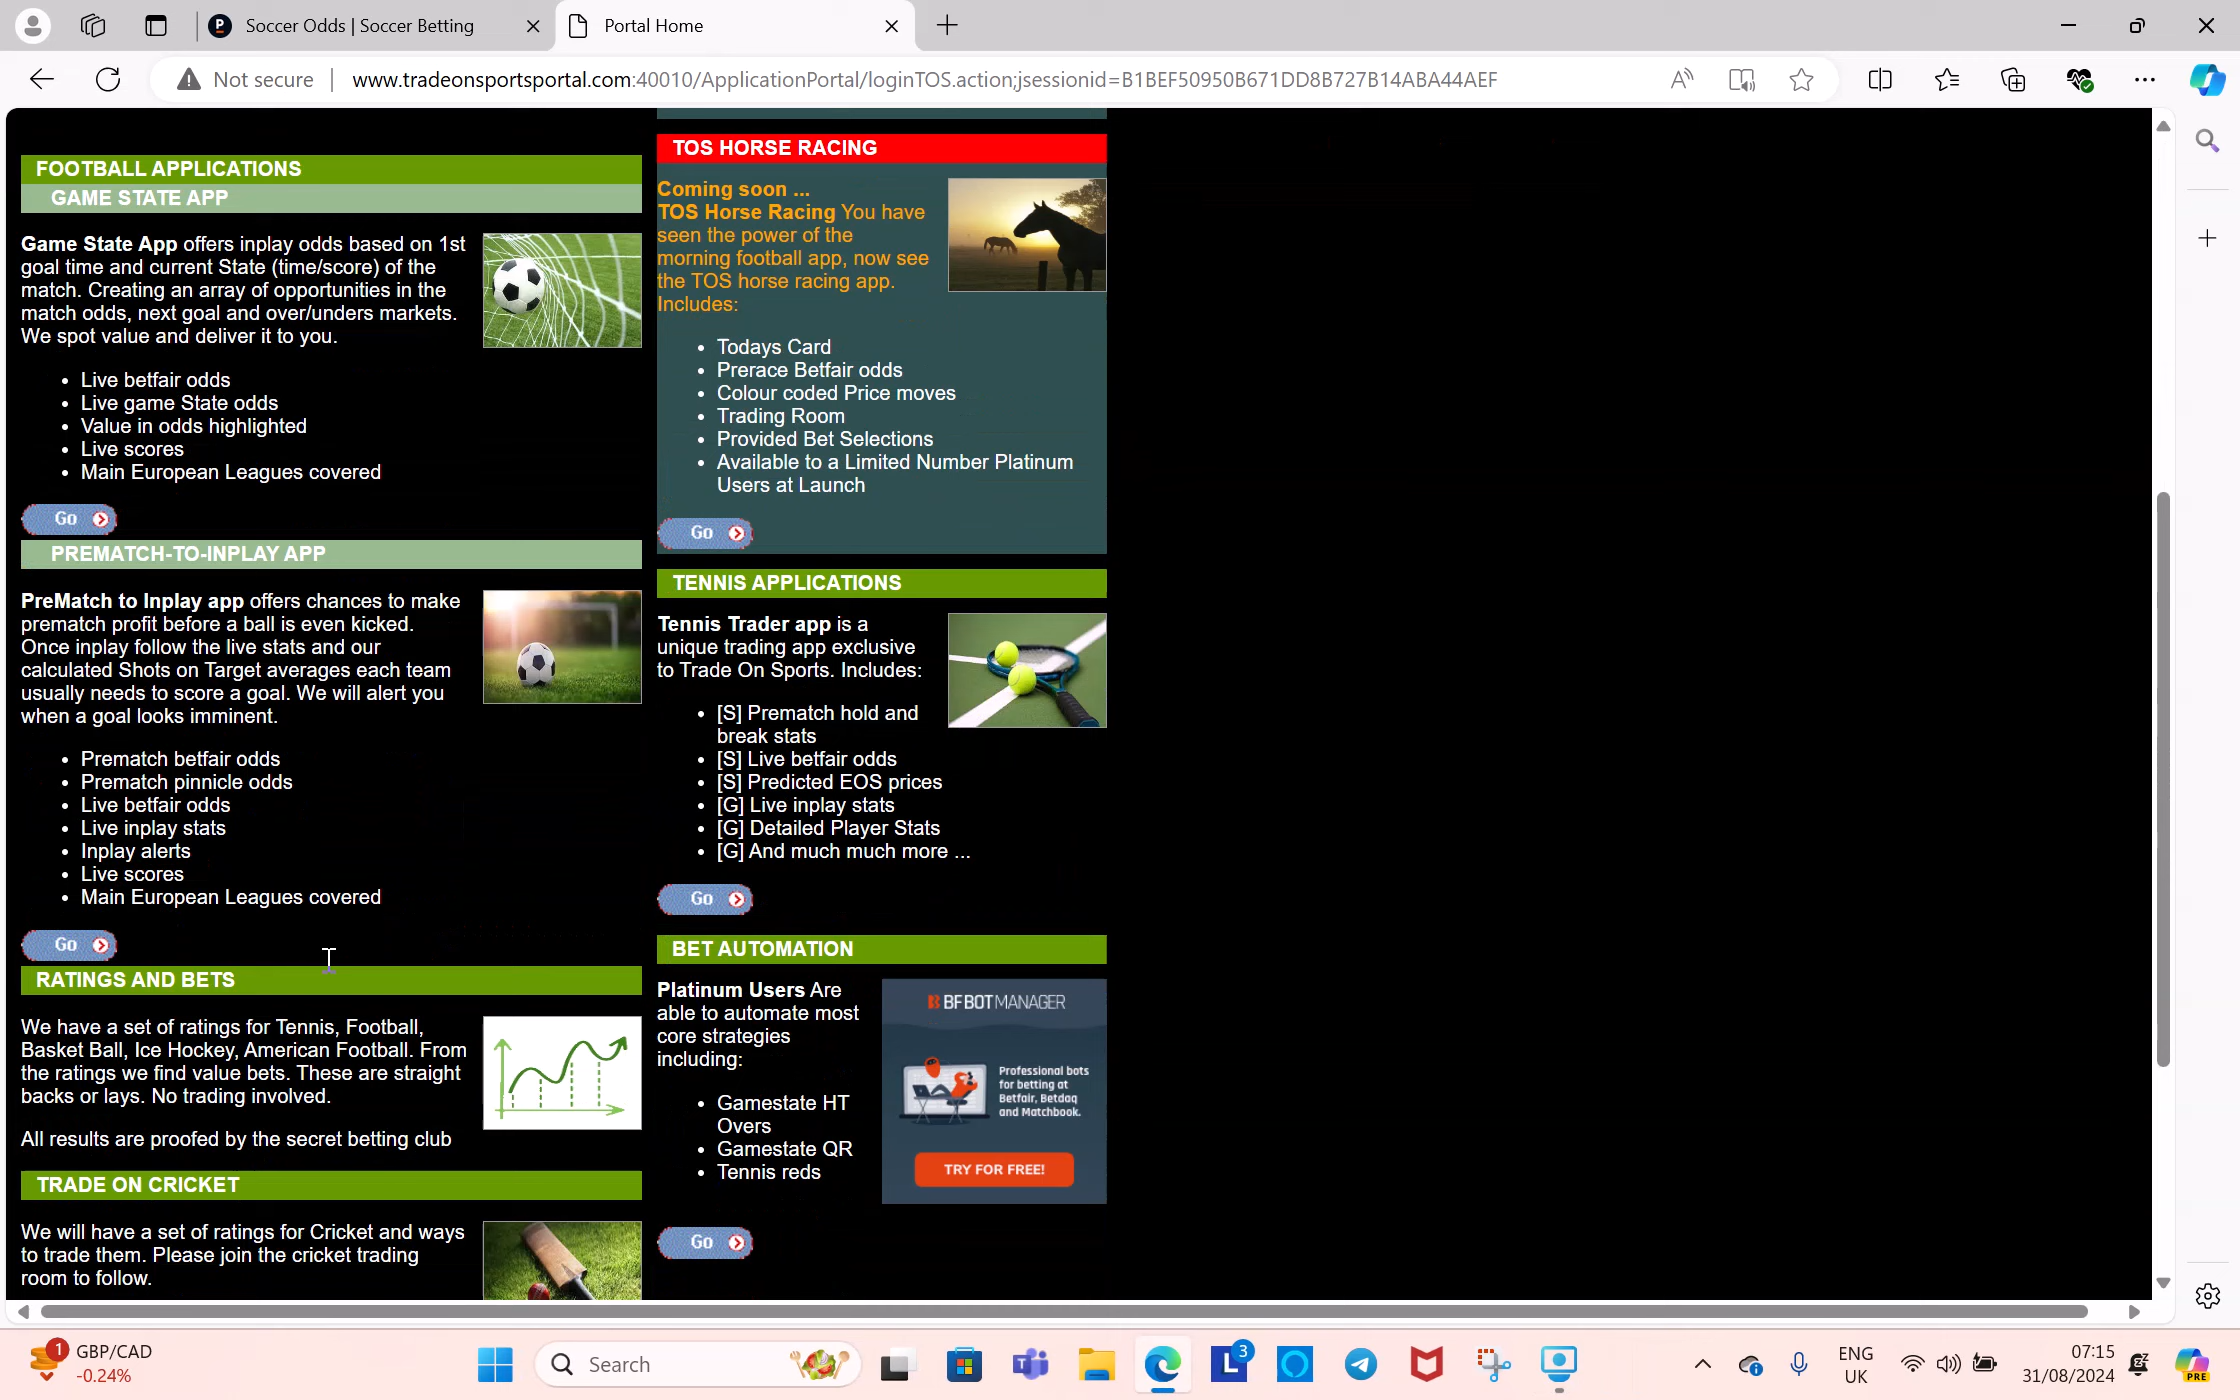 Soccer Odds | Soccer Betting
Portal Home
Not secure
www.tradeonsportsportal.com:40010/ApplicationPortal/loginTOS.action;jsessionid=B1BEF50950B671DD8B727B14ABA44AEF
FOOTBALL APPLICATIONS
GAME STATE APP
Game State App offers inplay odds based on 1st
goal time and current State (time/score) of the
match. Creating an array of opportunities in the
match odds, next goal and over/unders markets.
We spot value and deliver it to you.
• Live betfair odds
• Live game State odds
• Value in odds highlighted
• Live scores
• Main European Leagues covered
Go
PREMATCH-TO-INPLAY APP
PreMatch to Inplay app offers chances to make
prematch profit before a ball is even kicked.
Once inplay follow the live stats and our
calculated Shots on Target averages each team
usually needs to score a goal. We will alert you
when a goal looks imminent.
• Prematch betfair odds
• Prematch pinnicle odds
• Live betfair odds
• Live inplay stats
• Inplay alerts
• Live scores
• Main European Leagues covered
Go
RATINGS AND BETS
We have a set of ratings for Tennis, Football,
Basket Ball, Ice Hockey, American Football. From
the ratings we find value bets. These are straight
backs or lays. No trading involved.
All results are proofed by the secret betting club
TRADE ON CRICKET
We will have a set of ratings for Cricket and ways
to trade them. Please join the cricket trading
room to follow.
TOS HORSE RACING
Coming soon ...
TOS Horse Racing You have
seen the power of the
morning football app, now see
the TOS horse racing app.
Includes:
• Todays Card
• Prerace Betfair odds
• Colour coded Price moves
• Trading Room
• Provided Bet Selections
• Available to a Limited Number Platinum
Users at Launch
Go
TENNIS APPLICATIONS
Tennis Trader app is a
unique trading app exclusive
to Trade On Sports. Includes:
• [S] Prematch hold and
break stats
• [S] Live betfair odds
• [S] Predicted EOS prices
• [G] Live inplay stats
• [G] Detailed Player Stats
• [G] And much much more ...
Go
BET AUTOMATION
Platinum Users Are
able to automate most
core strategies
including:
• Gamestate HT
Overs
• Gamestate QR
• Tennis reds
Go
BF BOT MANAGER
Professional bots
for betting at
Betfair, Betdaq
and Matchbook.
TRY FOR FREE!
1
GBP/CAD
-0.24%
Search
3
ENG
UK
07:15
31/08/2024
PRE